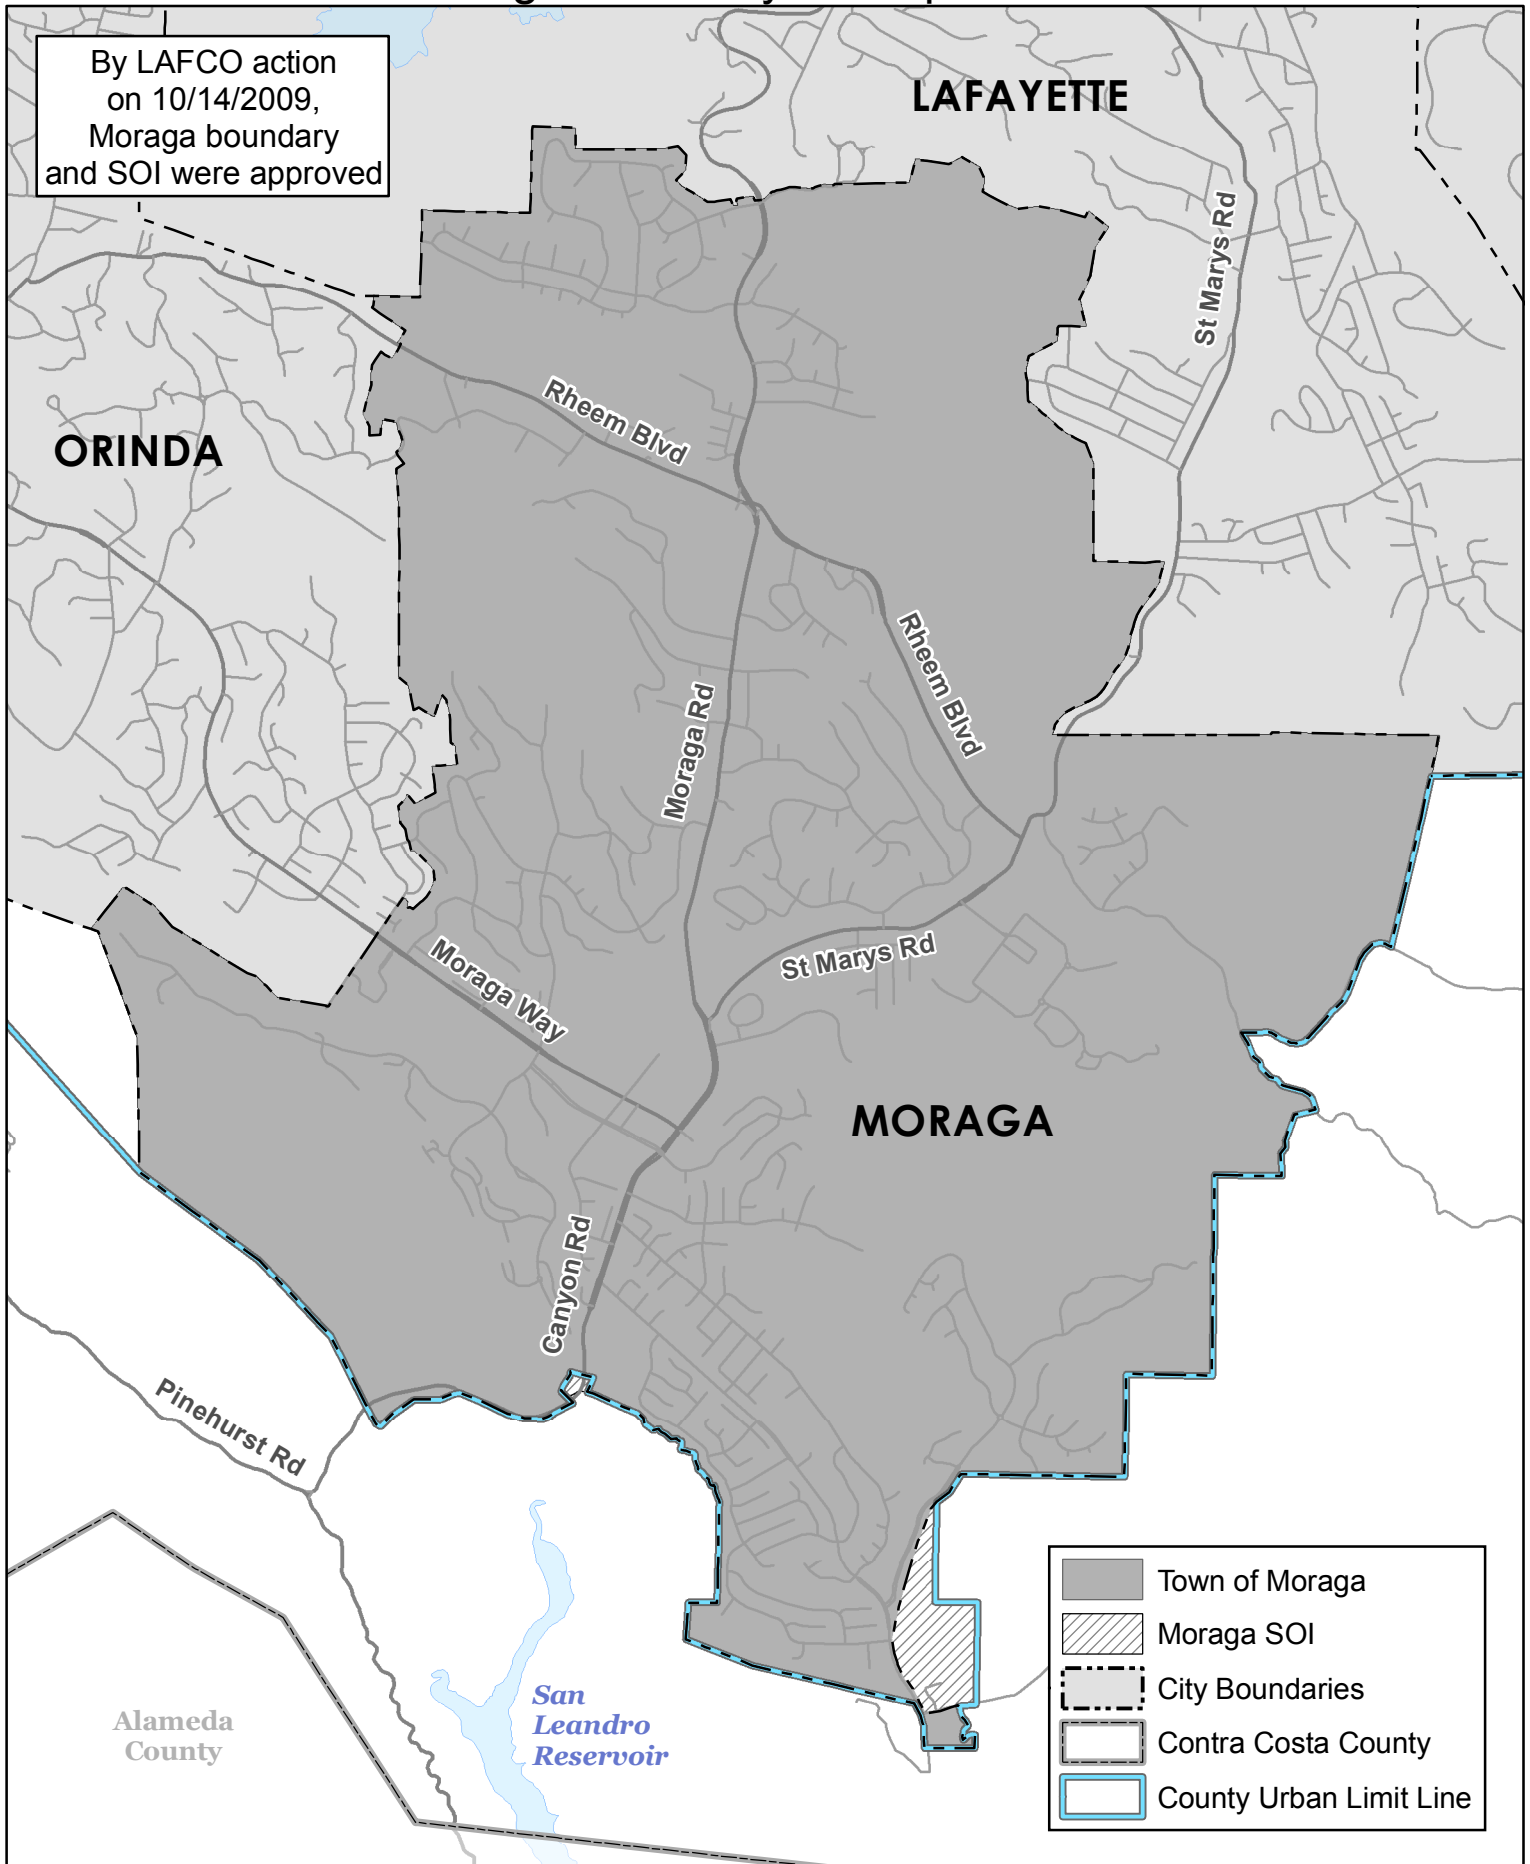 By LAFCO action
on 10/14/2009,
Moraga boundary
and SOI were approved
LAFAYETTE
St Marys Rd
Rheem Blvd
ORINDA
Rheem Blvd
Moraga Rd
St Marys Rd
Moraga Way
MORAGA
Canyon Rd
Pinehurst Rd
San
Leandro
Reservoir
Alameda
County
Town of Moraga
Moraga SOI
City Boundaries
Contra Costa County
County Urban Limit Line